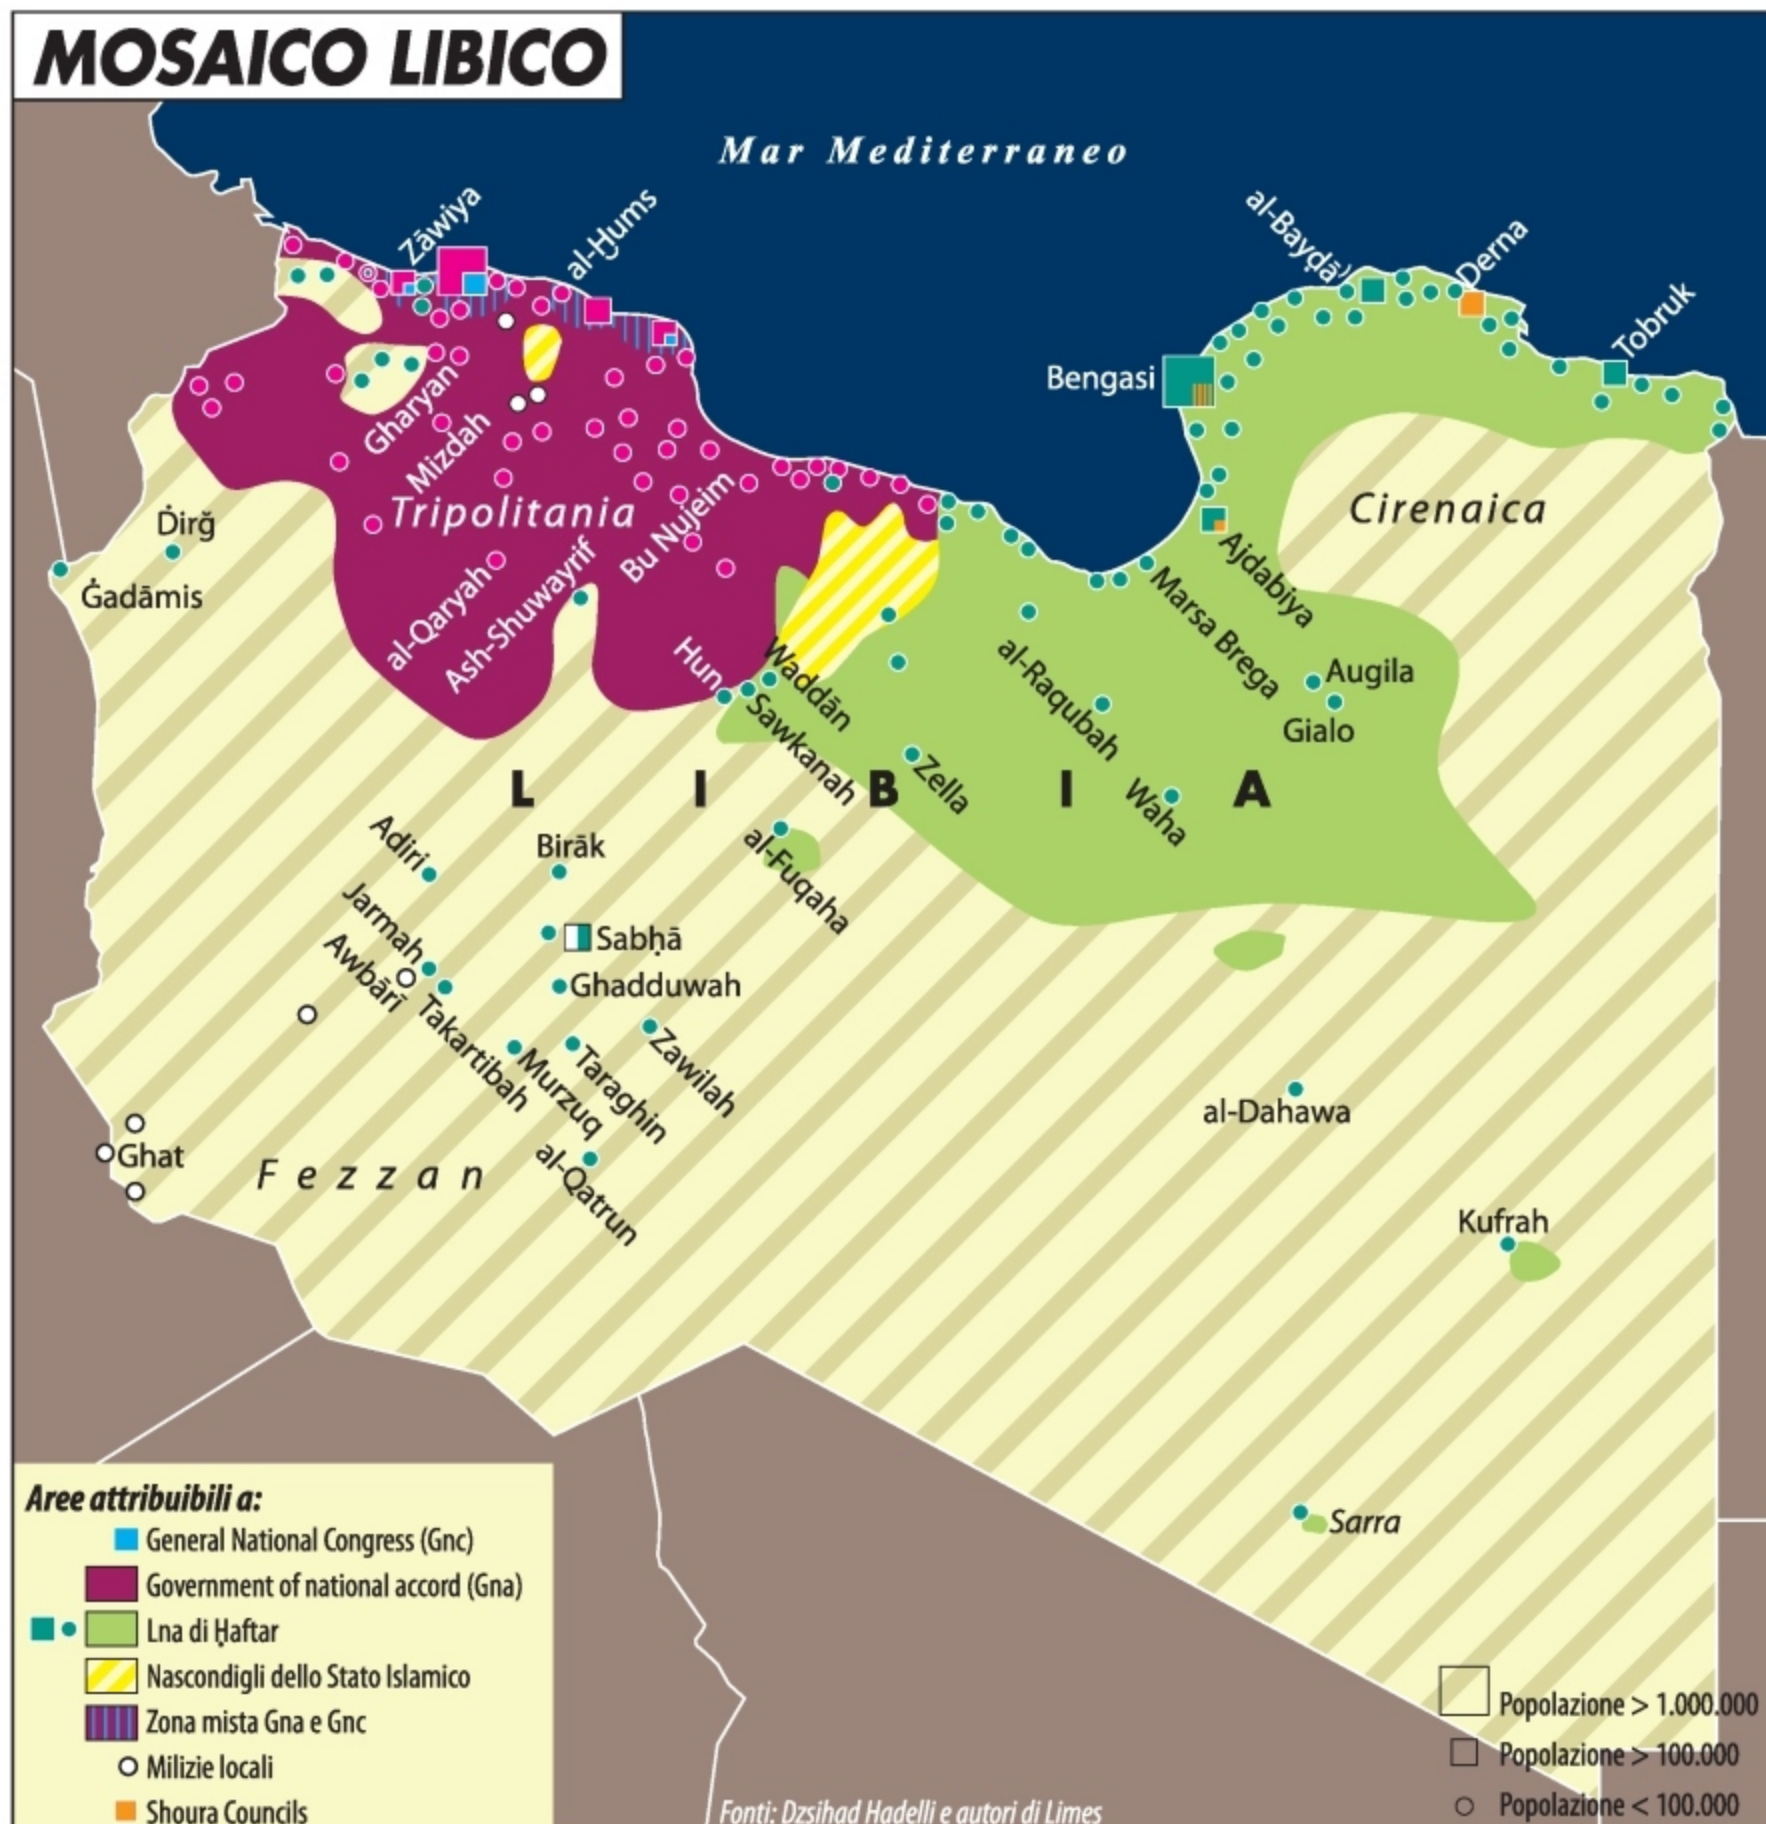 MOSAICO LIBICO
Mar Mediterraneo
Zāwiya
al-Ḫums
al-Bayḍā'
Derna
Tobruk
Bengasi
Gharyan
Mizdah
Tripolitania
Cirenaica
Bu Nujeim
Ḋirğ
Ġadāmis
al-Qaryah
Ash-Shuwayrif
Ajdabiya
Marsa Brega
Hun
Waddān
Sawkanah
al-Raqubah
Augila
Gialo
Zella
Waha
L I B I A
Adiri
Birāk
al-Fuqaha
Jarmah
Sabḥā
Awbārī
Ghadduwah
Takartibah
Murzuq
Taraghin
Zawilah
al-Dahawa
Ghat
Fezzan
al-Qatrun
Kufrah
Sarra
Aree attribuibili a:
General National Congress (Gnc)
Government of national accord (Gna)
Lna di Ḥaftar
Nascondigli dello Stato Islamico
Zona mista Gna e Gnc
Milizie locali
Shoura Councils
Popolazione > 1.000.000
Popolazione > 100.000
Popolazione < 100.000
Fonti: Dzsihad Hadelli e autori di Limes